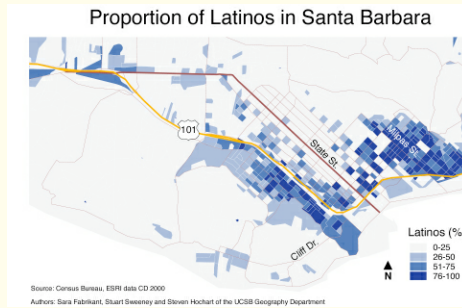 Proportion of Latinos in Santa Barbara
101
State St.
Milpas St.
Cliff Dr.
Latinos (%
0-25
26-50
51-75
76-100
N
Source: Census Bureau, ESRI data CD 2000
Authors: Sara Fabrikant, Stuart Sweeney and Steven Hochart of the UCSB Geography Department